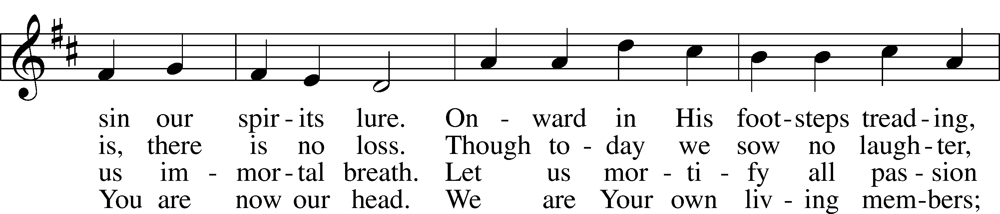 sin our spir - its lure. On - ward in His foot - steps tread - ing,
is, there is no loss. Though to - day we sow no laugh - ter,
us im - mor - tal breath. Let us mor - ti - fy all pas - sion
You are now our head. We are Your own liv - ing mem - bers;